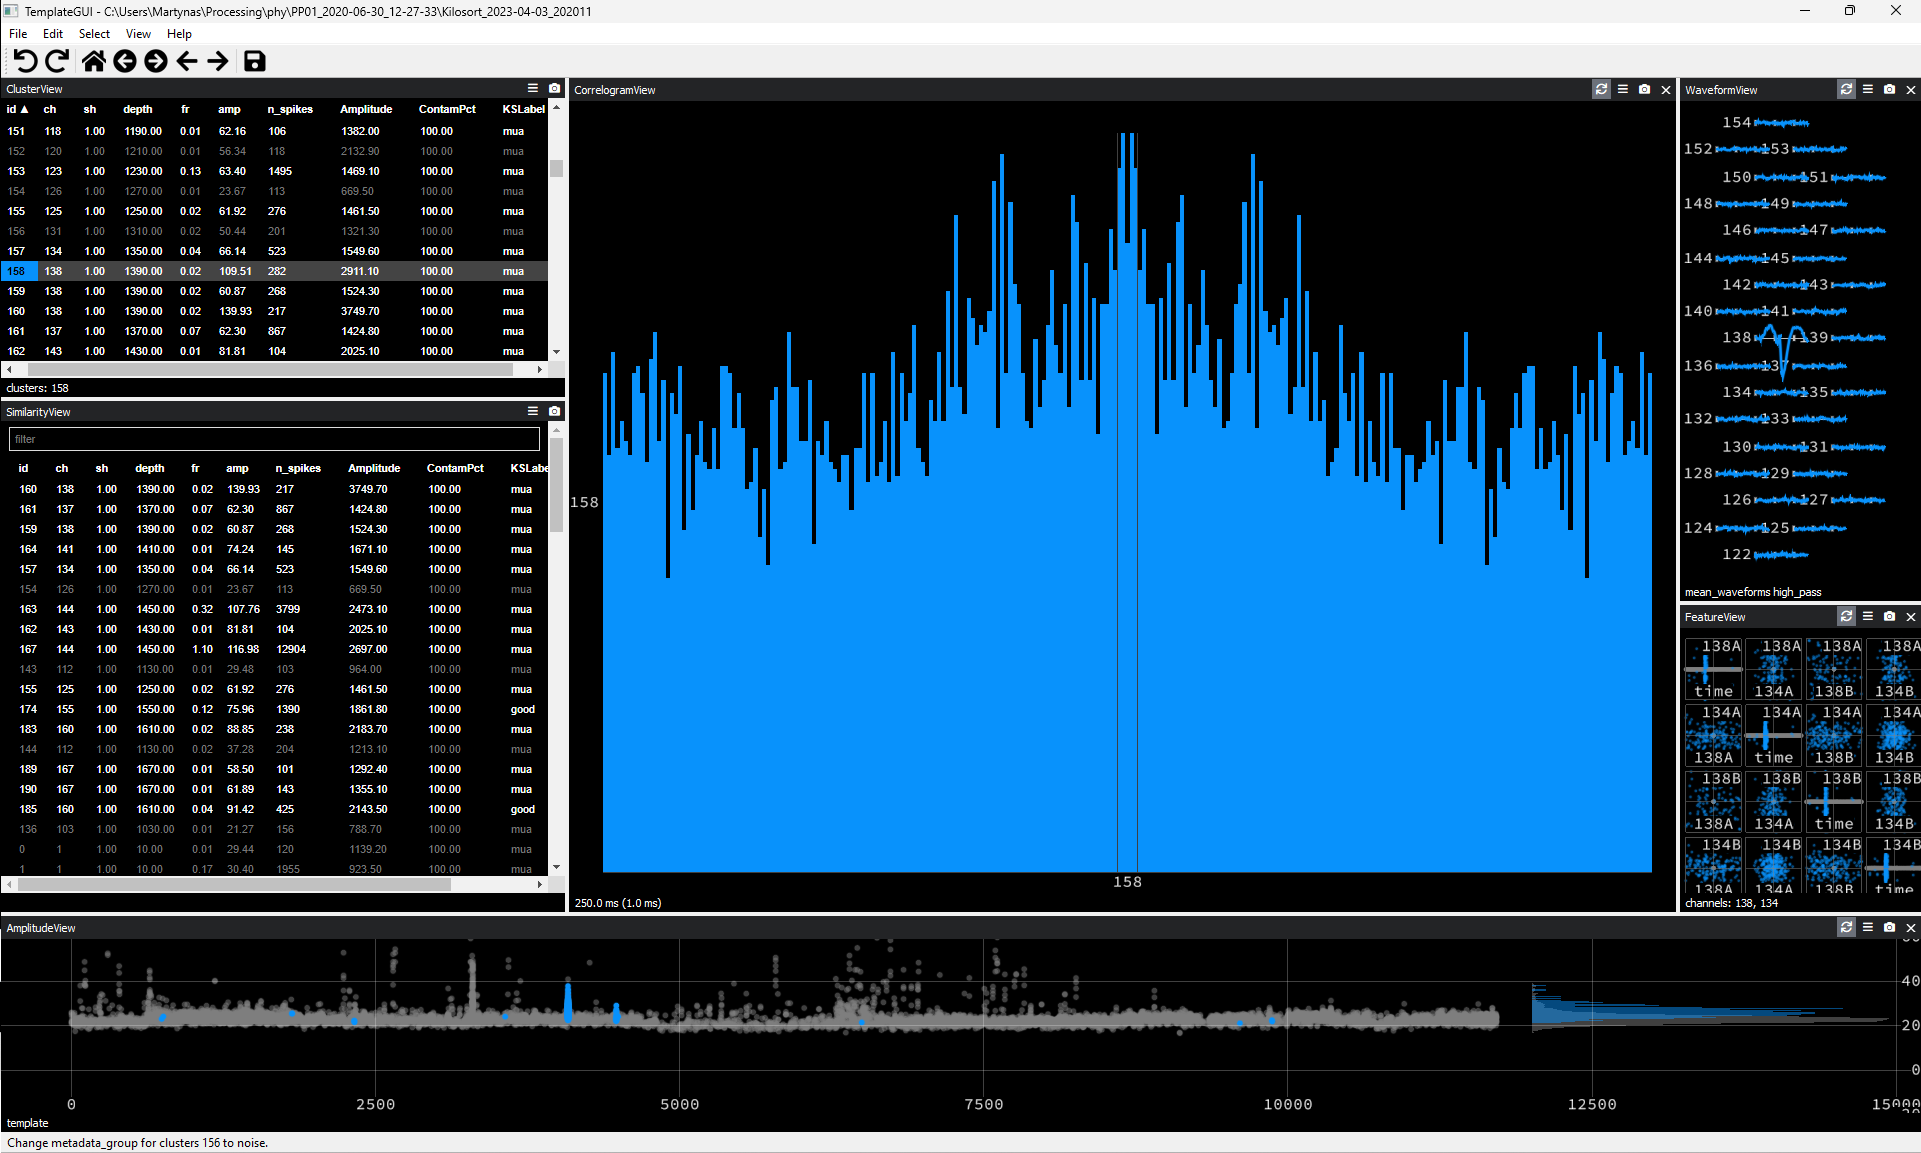 TemplateGUI - C:\Users\Martynas\Processing\phy\PP01_2020-06-30_12-27-33\Kilosort_2023-04-03_202011
File Edit Select View Help
ClusterView
id ▲ ch sh depth fr amp n_spikes Amplitude ContamPct KSLabel
151 118 1.00 1190.00 0.01 62.16 106 1382.00 100.00 mua
152 120 1.00 1210.00 0.01 56.34 118 2132.90 100.00 mua
153 123 1.00 1230.00 0.13 63.40 1495 1469.10 100.00 mua
154 126 1.00 1270.00 0.01 23.67 113 669.50 100.00 mua
155 125 1.00 1250.00 0.02 61.92 276 1461.50 100.00 mua
156 131 1.00 1310.00 0.02 50.44 201 1321.30 100.00 mua
157 134 1.00 1350.00 0.04 66.14 523 1549.60 100.00 mua
158 138 1.00 1390.00 0.02 109.51 282 2911.10 100.00 mua
159 138 1.00 1390.00 0.02 60.87 268 1524.30 100.00 mua
160 138 1.00 1390.00 0.02 139.93 217 3749.70 100.00 mua
161 137 1.00 1370.00 0.07 62.30 867 1424.80 100.00 mua
162 143 1.00 1430.00 0.01 81.81 104 2025.10 100.00 mua
clusters: 158
SimilarityView
filter
id ch sh depth fr amp n_spikes Amplitude ContamPct KSLabe
160 138 1.00 1390.00 0.02 139.93 217 3749.70 100.00 mua
161 137 1.00 1370.00 0.07 62.30 867 1424.80 100.00 mua
159 138 1.00 1390.00 0.02 60.87 268 1524.30 100.00 mua
164 141 1.00 1410.00 0.01 74.24 145 1671.10 100.00 mua
157 134 1.00 1350.00 0.04 66.14 523 1549.60 100.00 mua
154 126 1.00 1270.00 0.01 23.67 113 669.50 100.00 mua
163 144 1.00 1450.00 0.32 107.76 3799 2473.10 100.00 mua
162 143 1.00 1430.00 0.01 81.81 104 2025.10 100.00 mua
167 144 1.00 1450.00 1.10 116.98 12904 2697.00 100.00 mua
143 112 1.00 1130.00 0.01 29.48 103 964.00 100.00 mua
155 125 1.00 1250.00 0.02 61.92 276 1461.50 100.00 mua
174 155 1.00 1550.00 0.12 75.96 1390 1861.80 100.00 good
183 160 1.00 1610.00 0.02 88.85 238 2183.70 100.00 mua
144 112 1.00 1130.00 0.02 37.28 204 1213.10 100.00 mua
189 167 1.00 1670.00 0.01 58.50 101 1292.40 100.00 mua
190 167 1.00 1670.00 0.01 61.89 143 1355.10 100.00 mua
185 160 1.00 1610.00 0.04 91.42 425 2143.50 100.00 good
136 103 1.00 1030.00 0.01 21.27 156 788.70 100.00 mua
0 1 1.00 10.00 0.01 29.44 120 1139.20 100.00 mua
1 1 1.00 10.00 0.17 30.40 1955 923.50 100.00 mua
CorrelogramView
158
158
250.0 ms (1.0 ms)
WaveformView
154
152 153
150 151
148 149
146 147
144 145
142 143
140 141
138 139
136 137
134 135
132 133
130 131
128 129
126 127
124 125
122
mean_waveforms high_pass
FeatureView
138A 138A 138A 138A
time 134A 138B 134B
134A 134A 134A 134A
138A time 138B 134B
138B 138B 138B 138B
138A 134A time 134B
134B 134B 134B 134B
138A 134A 138B time
channels: 138, 134
AmplitudeView
40
20
0
0 2500 5000 7500 10000 12500 15000
template
Change metadata_group for clusters 156 to noise.